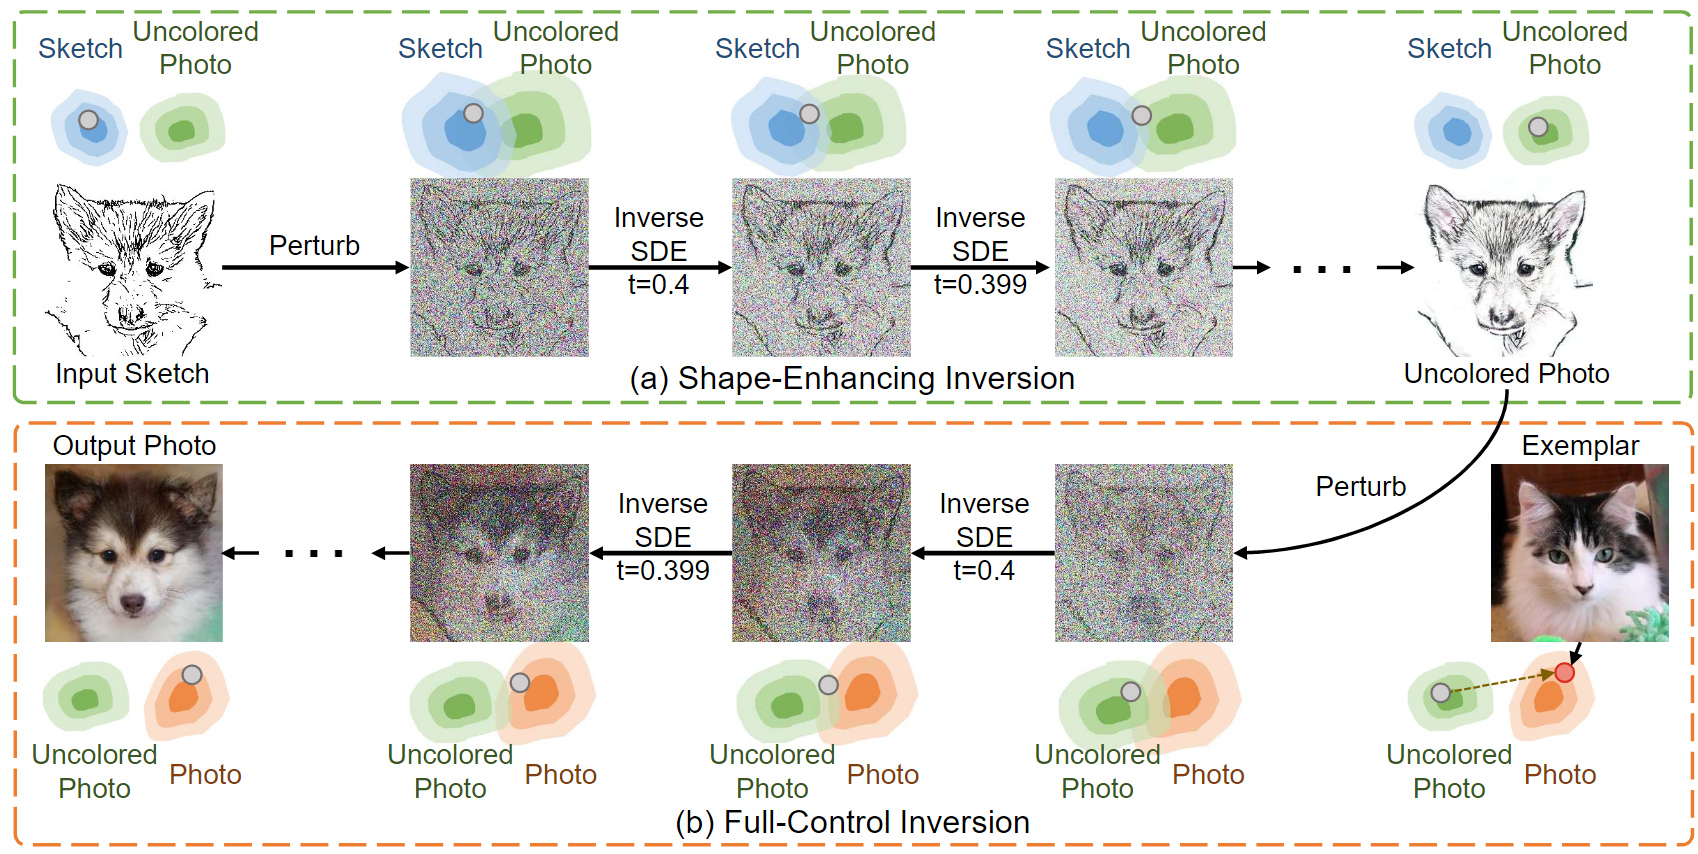 Sketch
Uncolored
Photo
Sketch
Uncolored
Photo
Sketch
Uncolored
Photo
Sketch
Uncolored
Photo
Sketch
Uncolored
Photo
Perturb
Inverse
SDE
t=0.4
Inverse
SDE
t=0.399
Input Sketch
Uncolored Photo
(a) Shape-Enhancing Inversion
Output Photo
Exemplar
Inverse
SDE
t=0.399
Inverse
SDE
t=0.4
Perturb
Uncolored
Photo
Photo
Uncolored
Photo
Photo
Uncolored
Photo
Photo
Uncolored
Photo
Photo
Uncolored
Photo
Photo
(b) Full-Control Inversion